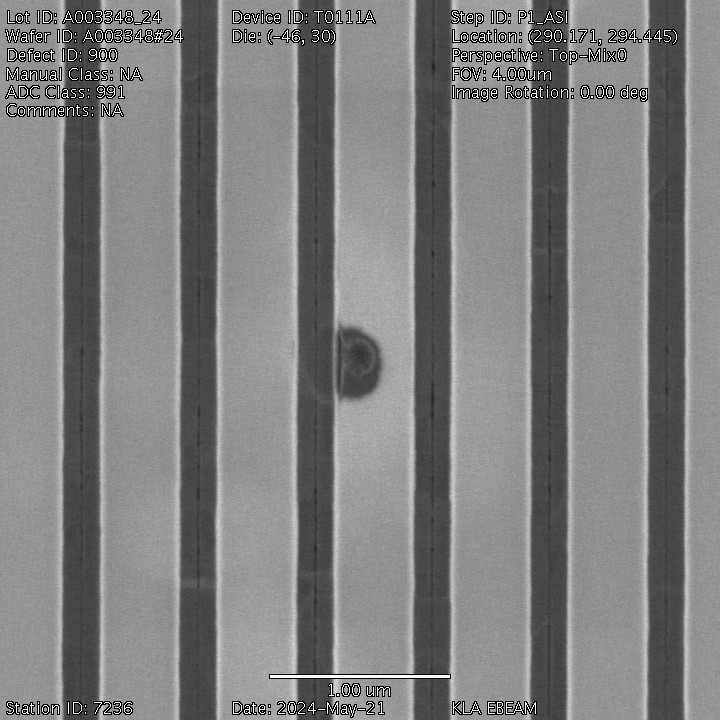 Lot ID: A003348_24 Device ID: T0111A Step ID: P1_ASI
Wafer ID: A003348#24 Die: (-46, 30) Location: (290.171, 294.445)
Defect ID: 900 Perspective: Top-Mix0
Manual Class: NA FOV: 4.00um
ADC Class: 991 Image Rotation: 0.00 deg
Comments: NA
1.00 um
Station ID: 7236 Date: 2024-May-21 KLA EBEAM